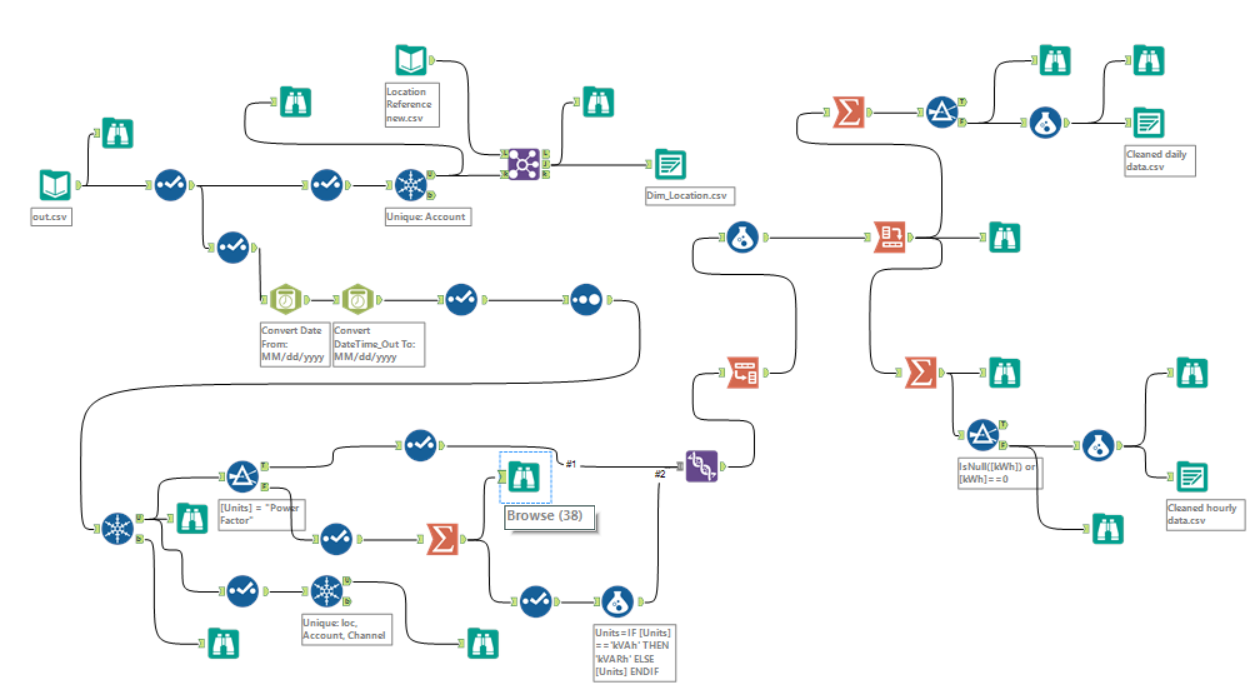 Location
Reference
new.csv
out.csv
Unique: Account
Dim_Location.csv
Cleaned daily
data.csv
Convert Date
From:
MM/dd/yyyy
Convert
DateTime_Out To:
MM/dd/yyyy
#1
#2
[Units] = "Power
Factor"
Browse (38)
IsNull([kWh]) or
[kWh]==0
Cleaned hourly
data.csv
Unique: loc,
Account, Channel
Units=IF [Units]
=='kVAh' THEN
'kVARh' ELSE
[Units] ENDIF